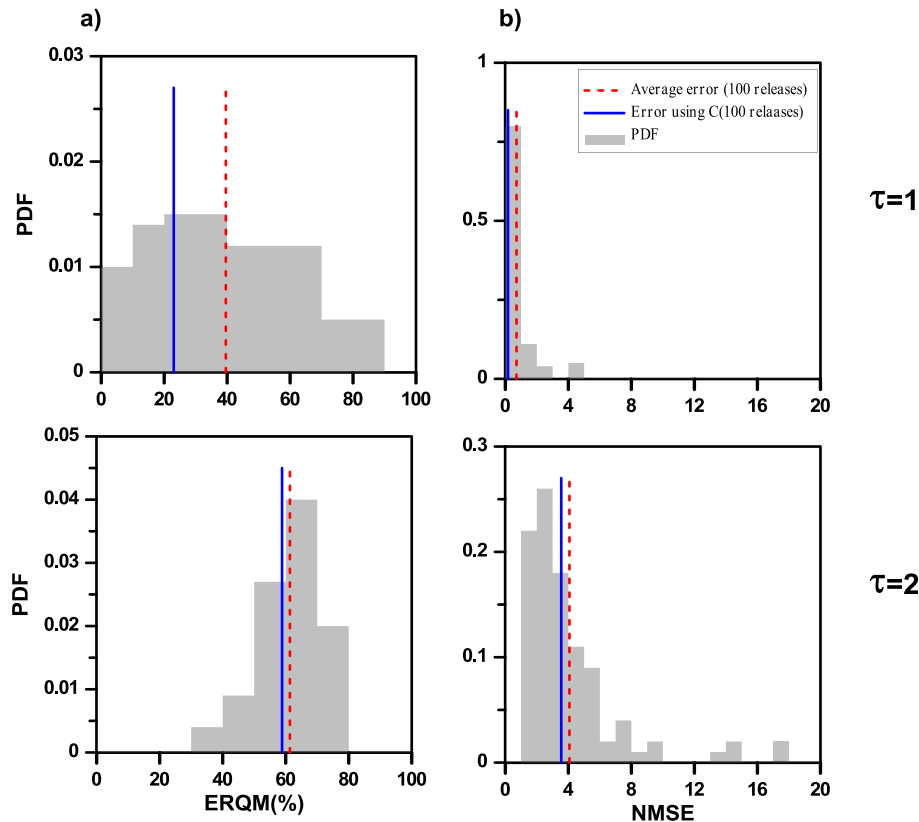 a)
b)
0.03
0.02
0.01
0
PDF
0 20 40 60 80 100
1
0.5
0
0 4 8 12 16 20
Average error (100 releases)
Error using C(100 relaases)
PDF
τ=1
0.05
0.04
0.03
0.02
0.01
0
PDF
0 20 40 60 80 100
ERQM(%)
0.3
0.2
0.1
0
0 4 8 12 16 20
NMSE
τ=2